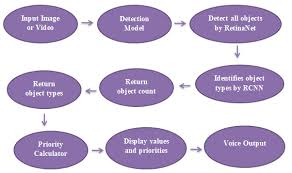 Input Image
or Video
Detection
Model
Detect all objects
by RetinaNet
Identifies object
types by RCNN
Return
object count
Return
object types
Priority
Calculator
Display values
and priorities
Voice Output